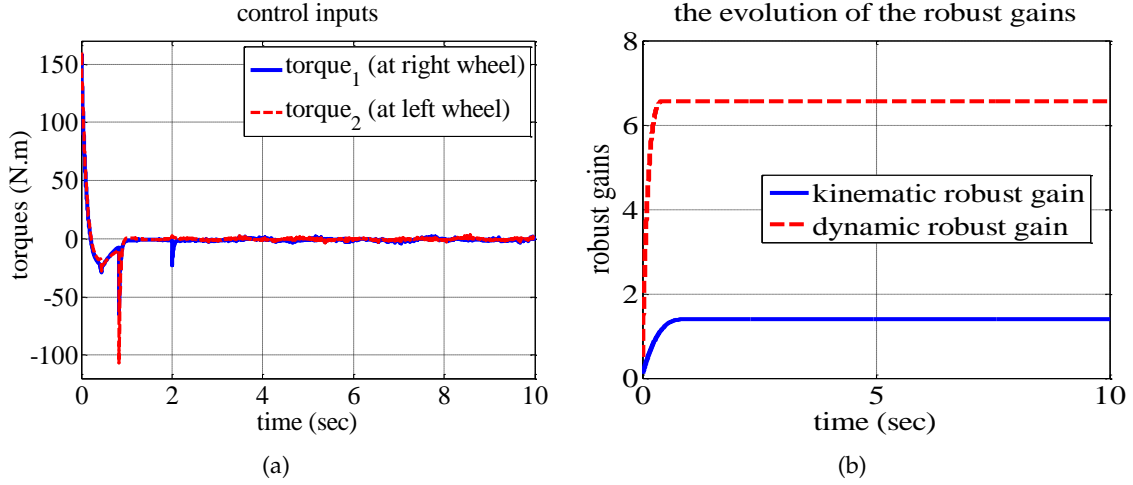 control inputs
150
100
50
0
-50
-100
torques (N.m)
torque_1 (at right wheel)
torque_2 (at left wheel)
0 2 4 6 8 10
time (sec)
(a)
the evolution of the robust gains
8
6
4
2
0
robust gains
kinematic robust gain
dynamic robust gain
0 5 10
time (sec)
(b)